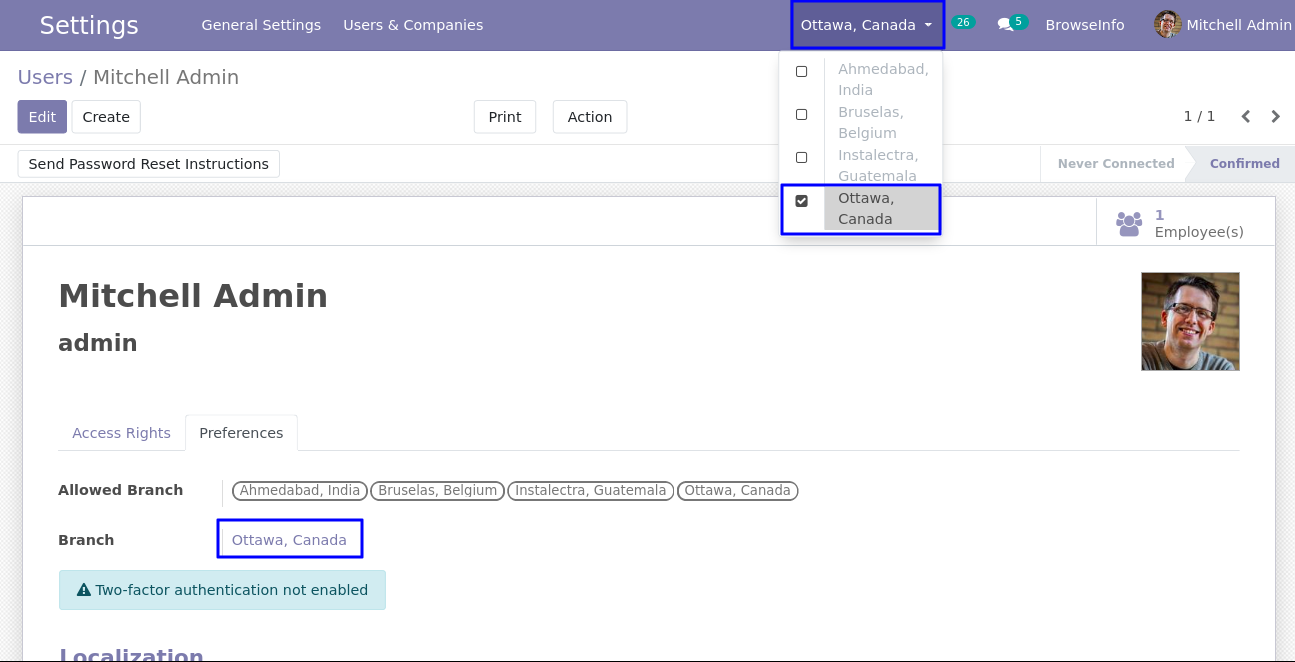 Settings General Settings Users & Companies Ottawa, Canada 26 5 BrowseInfo Mitchell Admin
Users / Mitchell Admin
Edit Create Print Action 1 / 1
Ahmedabad,
India
Bruselas,
Belgium
Instalectra,
Guatemala
Ottawa,
Canada
Send Password Reset Instructions Never Connected Confirmed
1
Employee(s)
Mitchell Admin
admin
Access Rights Preferences
Allowed Branch Ahmedabad, India Bruselas, Belgium Instalectra, Guatemala Ottawa, Canada
Branch Ottawa, Canada
Two-factor authentication not enabled
Localization